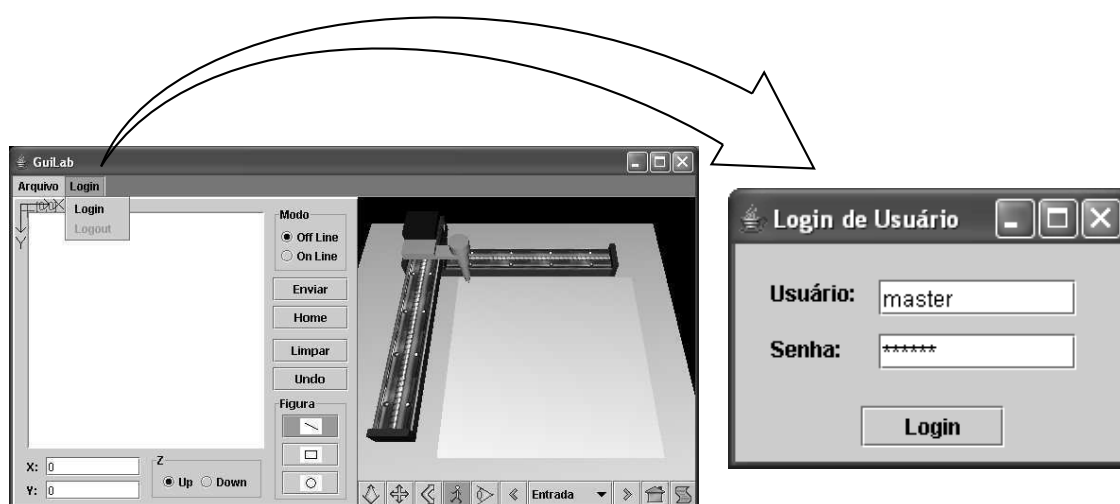 GuiLab
Arquivo Login
Login
Logout
X
Y
Modo
Off Line
On Line
Enviar
Home
Limpar
Undo
Figura
X: 0
Y: 0
Z
Up Down
Entrada
Login de Usuário
Usuário: master
Senha: ******
Login